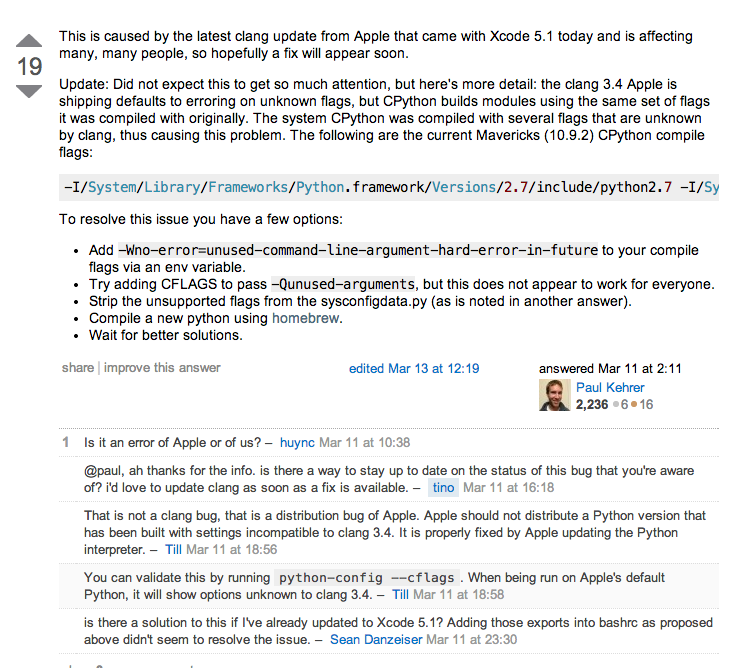 This is caused by the latest clang update from Apple that came with Xcode 5.1 today and is affecting
many, many people, so hopefully a fix will appear soon.
19
Update: Did not expect this to get so much attention, but here's more detail: the clang 3.4 Apple is
shipping defaults to erroring on unknown flags, but CPython builds modules using the same set of flags
it was compiled with originally. The system CPython was compiled with several flags that are unknown
by clang, thus causing this problem. The following are the current Mavericks (10.9.2) CPython compile
flags:
-I/System/Library/Frameworks/Python.framework/Versions/2.7/include/python2.7 -I/Sy
To resolve this issue you have a few options:
• Add -Wno-error=unused-command-line-argument-hard-error-in-future to your compile
flags via an env variable.
• Try adding CFLAGS to pass -Qunused-arguments, but this does not appear to work for everyone.
• Strip the unsupported flags from the sysconfigdata.py (as is noted in another answer).
• Compile a new python using homebrew.
• Wait for better solutions.
share | improve this answer edited Mar 13 at 12:19 answered Mar 11 at 2:11
Paul Kehrer
2,236 ●6 ●16
1 Is it an error of Apple or of us? – huync Mar 11 at 10:38
@paul, ah thanks for the info. is there a way to stay up to date on the status of this bug that you're aware
of? i'd love to update clang as soon as a fix is available. – tino Mar 11 at 16:18
That is not a clang bug, that is a distribution bug of Apple. Apple should not distribute a Python version that
has been built with settings incompatible to clang 3.4. It is properly fixed by Apple updating the Python
interpreter. – Till Mar 11 at 18:56
You can validate this by running python-config --cflags . When being run on Apple's default
Python, it will show options unknown to clang 3.4. – Till Mar 11 at 18:58
is there a solution to this if I've already updated to Xcode 5.1? Adding those exports into bashrc as proposed
above didn't seem to resolve the issue. – Sean Danzeiser Mar 11 at 23:30